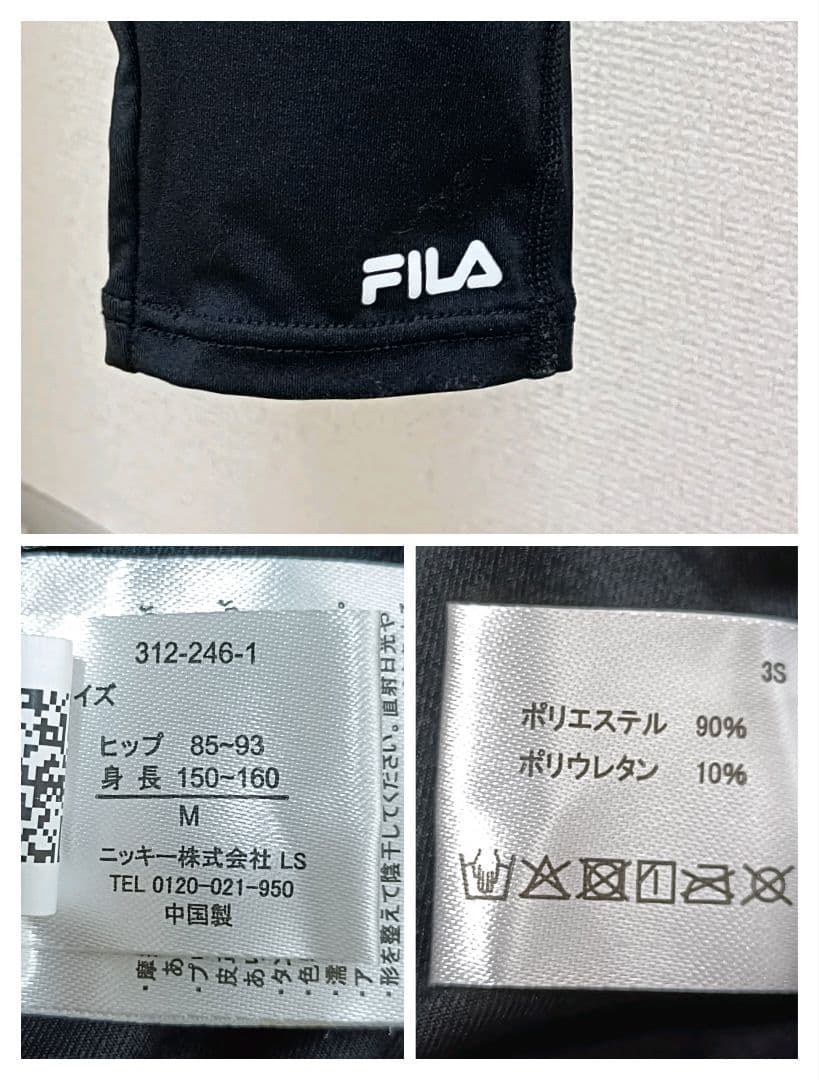 FILA
312-246-1
イズ
ヒップ 85~93
身長 150~160
M
ニッキー株式会社 LS
TEL 0120-021-950
中国製
形を整えて陰干してください。直射日光や
3S
ポリエステル 90%
ポリウレタン 10%